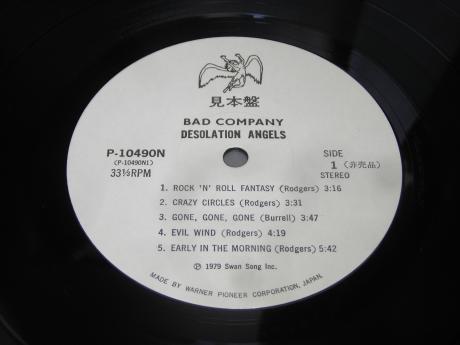 見本盤
BAD COMPANY
DESOLATION ANGELS
P-10490N
(P-10490N1)
33⅓RPM
SIDE
1 (非売品)
STEREO
1. ROCK 'N' ROLL FANTASY (Rodgers) 3:16
2. CRAZY CIRCLES (Rodgers) 3:31
3. GONE, GONE, GONE (Burrell) 3:47
4. EVIL WIND (Rodgers) 4:19
5. EARLY IN THE MORNING (Rodgers) 5:42
Ⓟ 1979 Swan Song Inc.
MADE BY WARNER PIONEER CORPORATION, JAPAN.